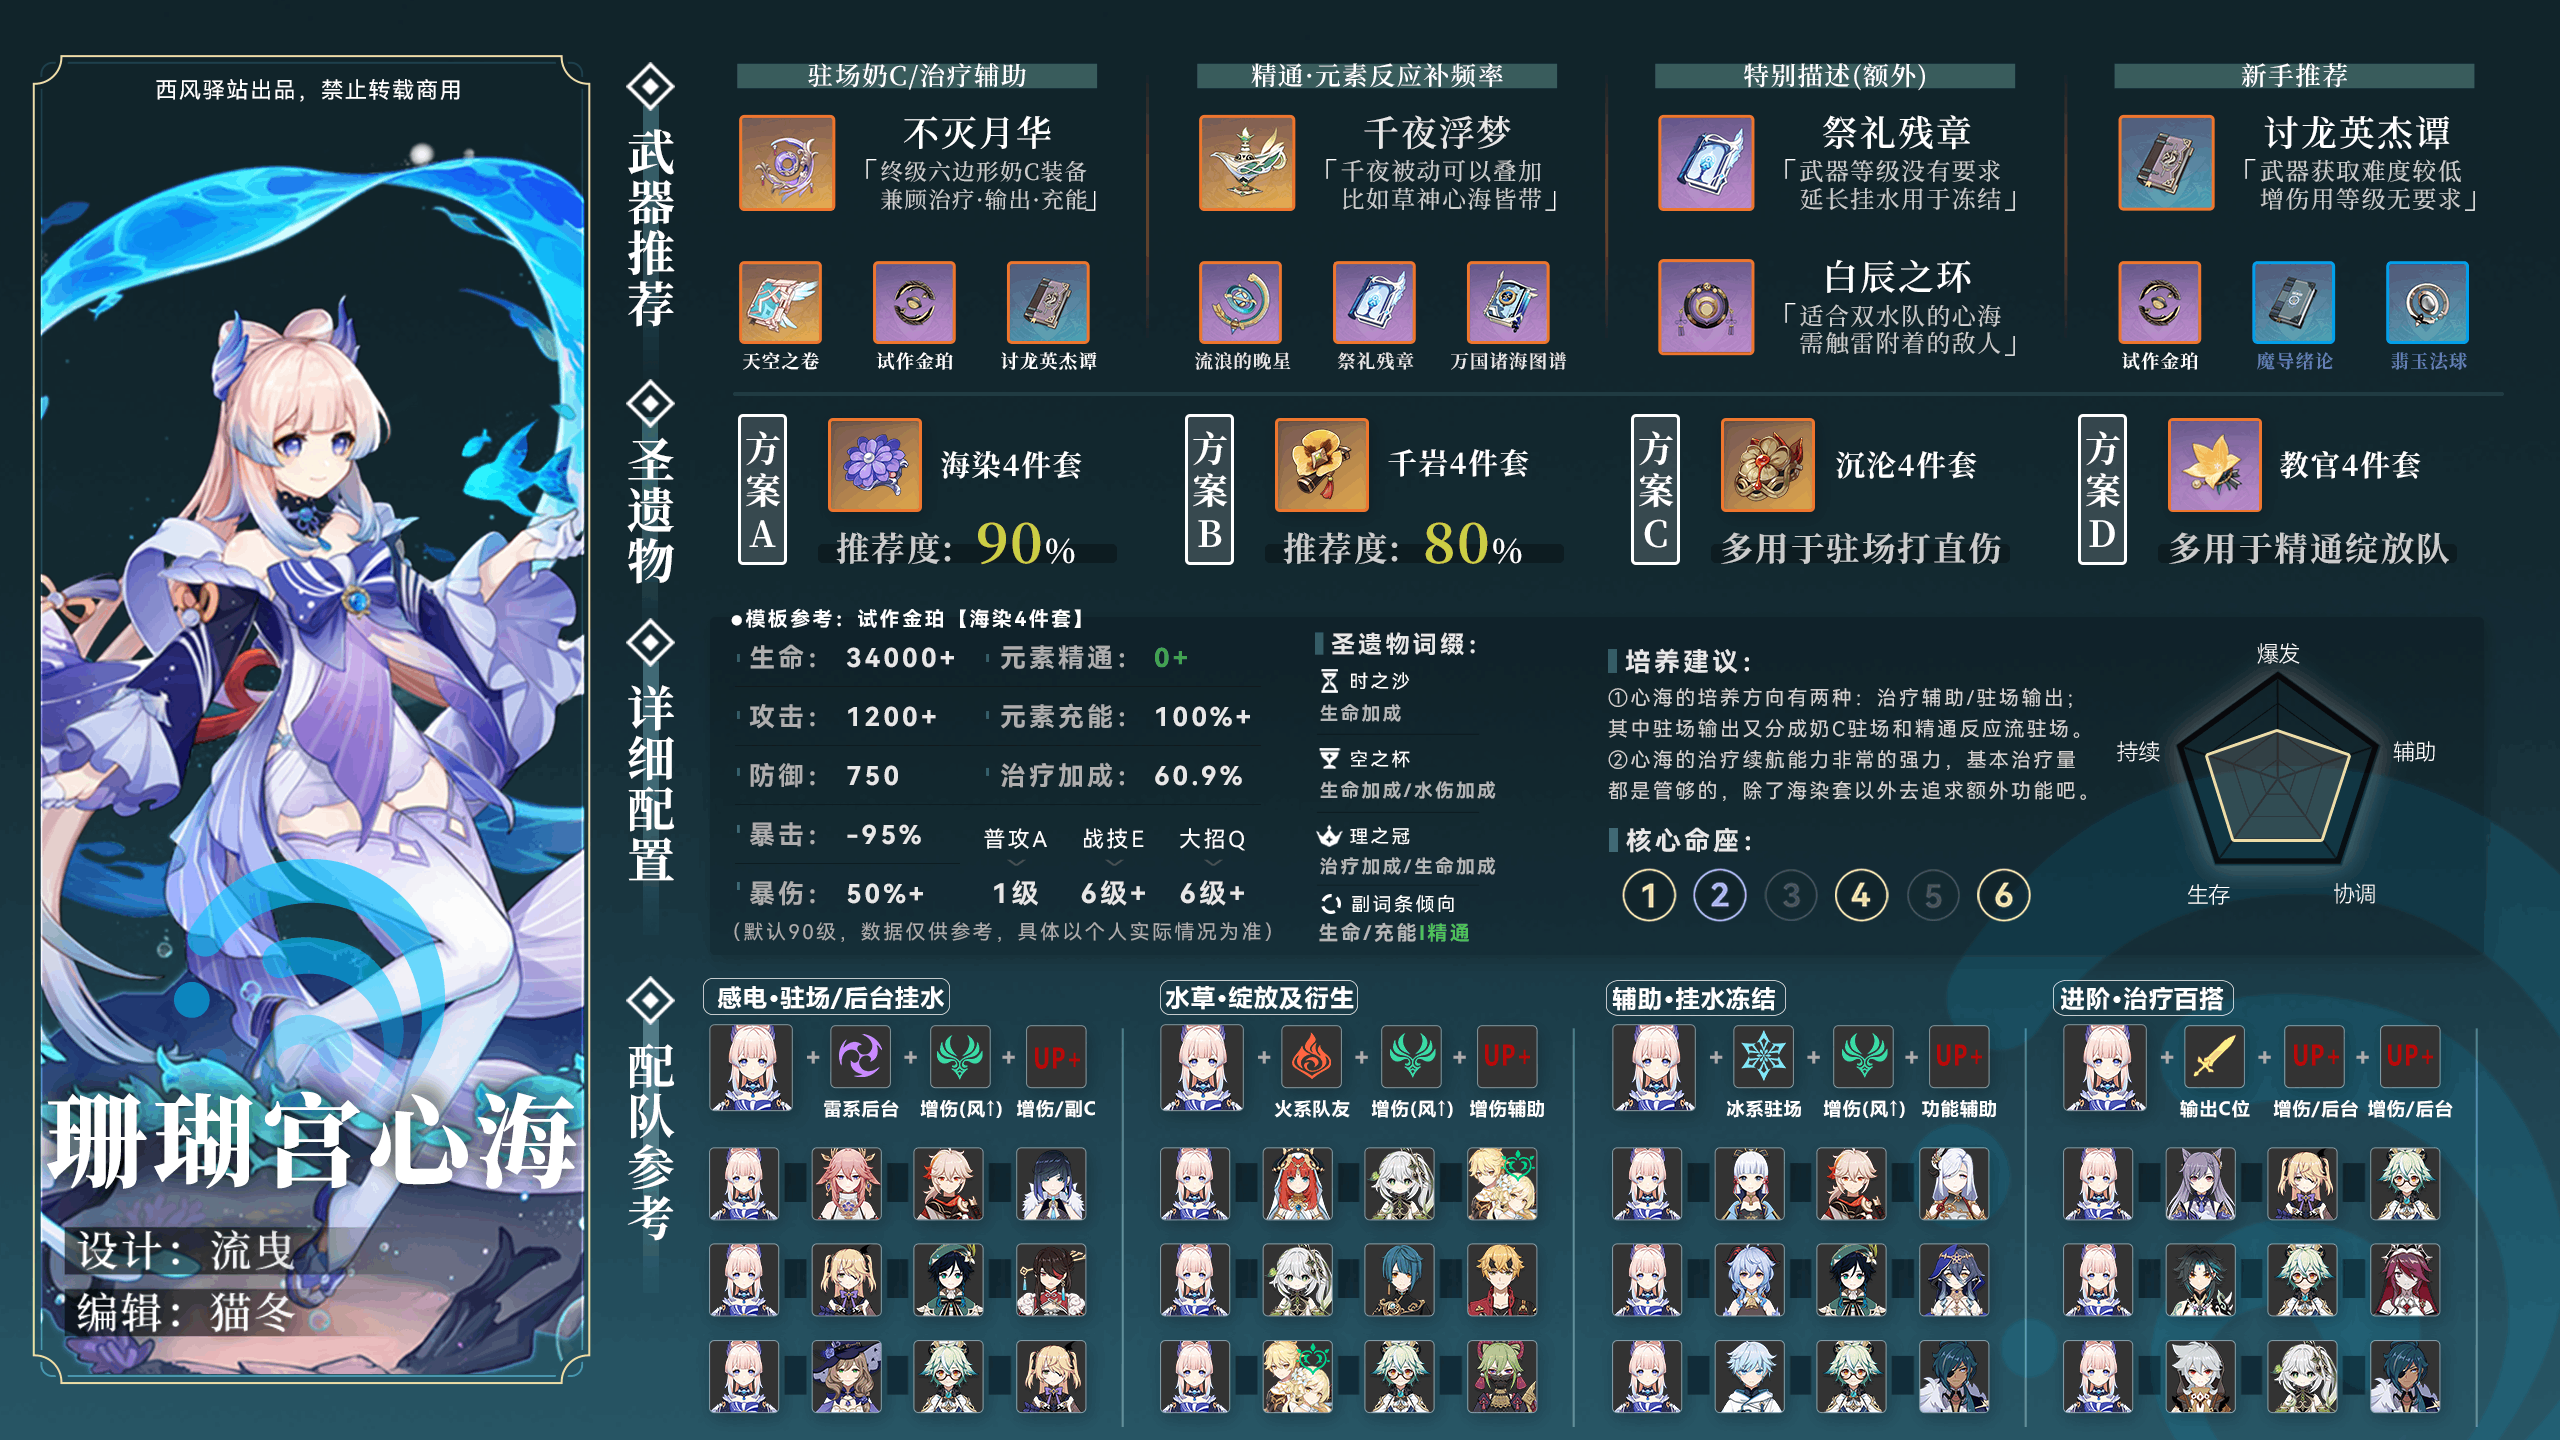 西风驿站出品，禁止转载商用
珊瑚宫心海
设计：流曳
编辑：猫冬
武器推荐
驻场奶C/治疗辅助
不灭月华
「终级六边形奶C装备
兼顾治疗·输出·充能」
天空之卷
试作金珀
讨龙英杰谭
精通·元素反应补频率
千夜浮梦
「千夜被动可以叠加
比如草神心海皆带」
流浪的晚星
祭礼残章
万国诸海图谱
特别描述(额外)
祭礼残章
「武器等级没有要求
延长挂水用于冻结」
白辰之环
「适合双水队的心海
需触雷附着的敌人」
新手推荐
讨龙英杰谭
「武器获取难度较低
增伤用等级无要求」
试作金珀
魔导绪论
翡玉法球
圣遗物
方案A
海染4件套
推荐度：90%
方案B
千岩4件套
推荐度：80%
方案C
沉沦4件套
多用于驻场打直伤
方案D
教官4件套
多用于精通绽放队
详细配置
●模板参考：试作金珀【海染4件套】
生命：34000+
元素精通：0+
攻击：1200+
元素充能：100%+
防御：750
治疗加成：60.9%
暴击：-95%
普攻A 战技E 大招Q
暴伤：50%+
1级 6级+ 6级+
(默认90级，数据仅供参考，具体以个人实际情况为准)
圣遗物词缀：
时之沙
生命加成
空之杯
生命加成/水伤加成
理之冠
治疗加成/生命加成
副词条倾向
生命/充能|精通
培养建议：
①心海的培养方向有两种：治疗辅助/驻场输出；
其中驻场输出又分成奶C驻场和精通反应流驻场。
②心海的治疗续航能力非常的强力，基本治疗量
都是管够的，除了海染套以外去追求额外功能吧。
核心命座：
1 2 3 4 5 6
爆发
辅助
协调
生存
持续
配队参考
感电·驻场/后台挂水
+ + + UP+
雷系后台 增伤(风↑) 增伤/副C
水草·绽放及衍生
+ + + UP+
火系队友 增伤(风↑) 增伤辅助
辅助·挂水冻结
+ + + UP+
冰系驻场 增伤(风↑) 功能辅助
进阶·治疗百搭
+ + UP+ + UP+
输出C位 增伤/后台 增伤/后台